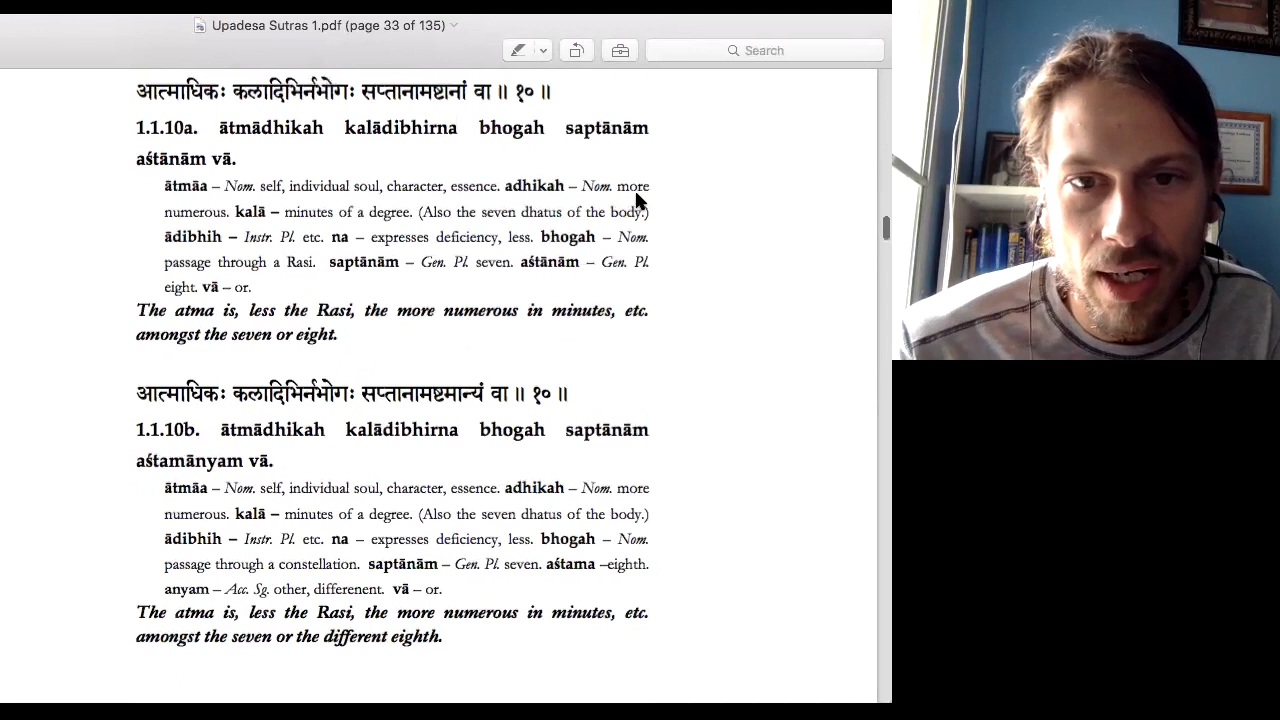 Upadesa Sutras 1.pdf (page 33 of 135)
Search
आत्माधिकः कलादिभिर्नभोगः सप्तानामष्टानां वा ॥ १० ॥
1.1.10a. ātmādhikah kalādibhirna bhogah saptānām
aśtānām vā.
ātmāa – Nom. self, individual soul, character, essence. adhikah – Nom. more
numerous. kalā – minutes of a degree. (Also the seven dhatus of the body.)
ādibhih – Instr. Pl. etc. na – expresses deficiency, less. bhogah – Nom.
passage through a Rasi. saptānām – Gen. Pl. seven. aśtānām – Gen. Pl.
eight. vā – or.
The atma is, less the Rasi, the more numerous in minutes, etc.
amongst the seven or eight.
आत्माधिकः कलादिभिर्नभोगः सप्तानामष्टमान्यं वा ॥ १० ॥
1.1.10b. ātmādhikah kalādibhirna bhogah saptānām
aśtamānyam vā.
ātmāa – Nom. self, individual soul, character, essence. adhikah – Nom. more
numerous. kalā – minutes of a degree. (Also the seven dhatus of the body.)
ādibhih – Instr. Pl. etc. na – expresses deficiency, less. bhogah – Nom.
passage through a constellation. saptānām – Gen. Pl. seven. aśtama –eighth.
anyam – Acc. Sg. other, differenent. vā – or.
The atma is, less the Rasi, the more numerous in minutes, etc.
amongst the seven or the different eighth.